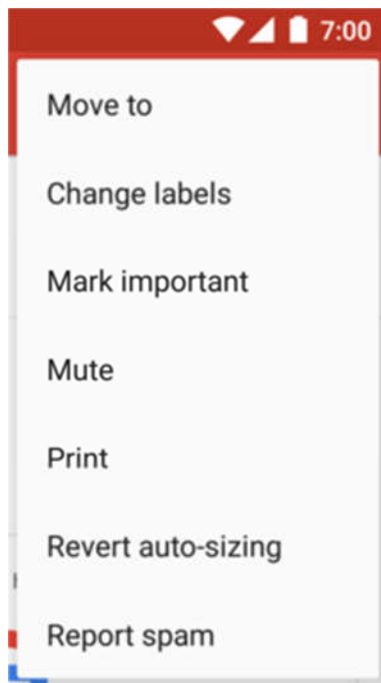 7:00
Move to
Change labels
Mark important
Mute
Print
Revert auto-sizing
Report spam